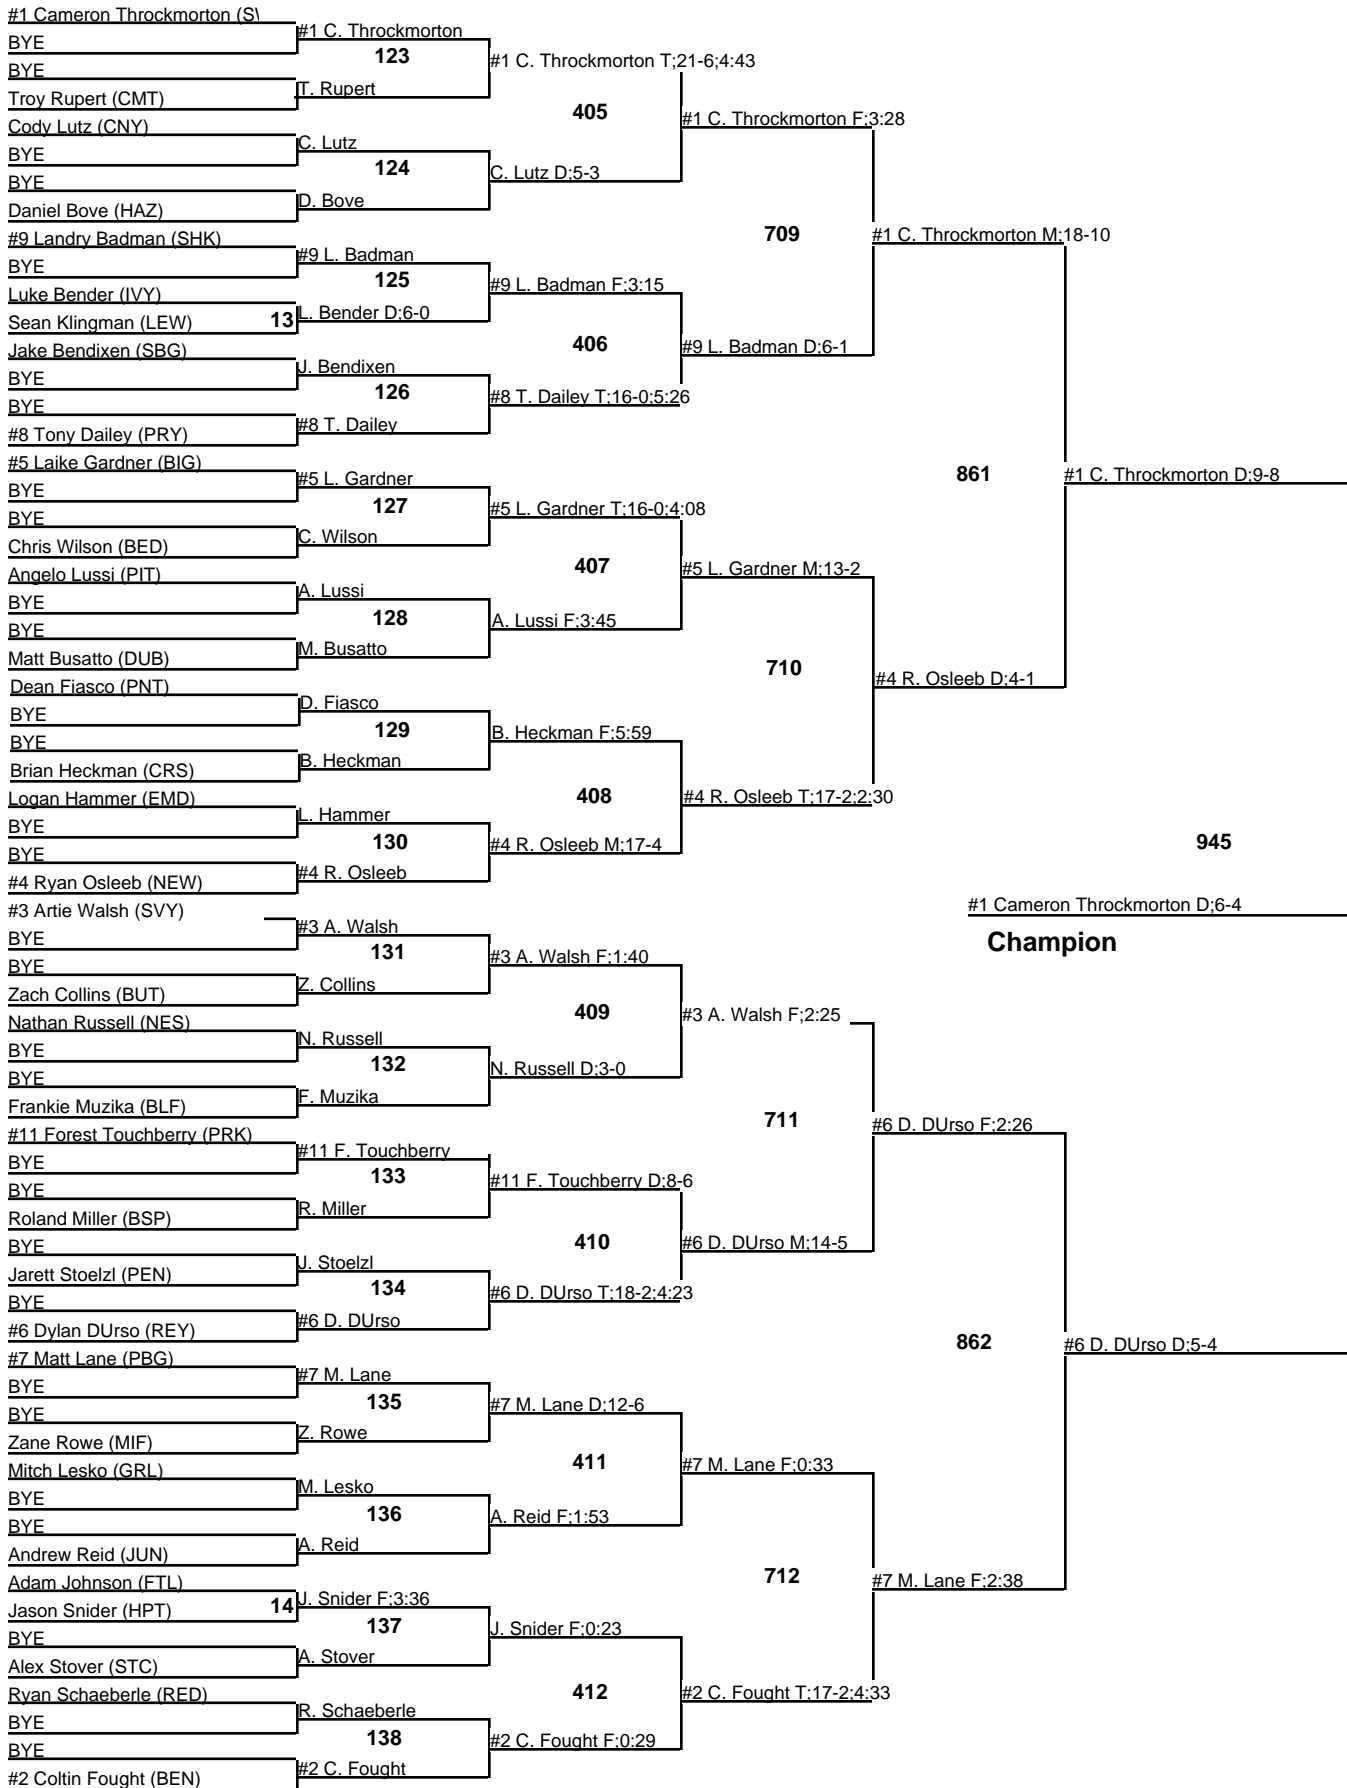 #1 Cameron Throckmorton (S\
BYE
BYE
Troy Rupert (CMT)
Cody Lutz (CNY)
BYE
BYE
Daniel Bove (HAZ)
#9 Landry Badman (SHK)
BYE
Luke Bender (IVY)
Sean Klingman (LEW) 13
Jake Bendixen (SBG)
BYE
BYE
#8 Tony Dailey (PRY)
#5 Laike Gardner (BIG)
BYE
BYE
Chris Wilson (BED)
Angelo Lussi (PIT)
BYE
BYE
Matt Busatto (DUB)
Dean Fiasco (PNT)
BYE
BYE
Brian Heckman (CRS)
Logan Hammer (EMD)
BYE
BYE
#4 Ryan Osleeb (NEW)
#3 Artie Walsh (SVY)
BYE
BYE
Zach Collins (BUT)
Nathan Russell (NES)
BYE
BYE
Frankie Muzika (BLF)
#11 Forest Touchberry (PRK)
BYE
BYE
Roland Miller (BSP)
BYE
Jarett Stoelzl (PEN)
BYE
#6 Dylan DUrso (REY)
#7 Matt Lane (PBG)
BYE
BYE
Zane Rowe (MIF)
Mitch Lesko (GRL)
BYE
BYE
Andrew Reid (JUN)
Adam Johnson (FTL)
Jason Snider (HPT) 14
BYE
Alex Stover (STC)
Ryan Schaeberle (RED)
BYE
BYE
#2 Coltin Fought (BEN)
#1 C. Throckmorton
123
T. Rupert
C. Lutz
124
D. Bove
#9 L. Badman
125
L. Bender D;6-0
J. Bendixen
126
#8 T. Dailey
#5 L. Gardner
127
C. Wilson
A. Lussi
128
M. Busatto
D. Fiasco
129
B. Heckman
L. Hammer
130
#4 R. Osleeb
#3 A. Walsh
131
Z. Collins
N. Russell
132
F. Muzika
#11 F. Touchberry
133
R. Miller
J. Stoelzl
134
#6 D. DUrso
#7 M. Lane
135
Z. Rowe
M. Lesko
136
A. Reid
J. Snider F;3:36
137
A. Stover
R. Schaeberle
138
#2 C. Fought
#1 C. Throckmorton T;21-6;4:43
405
C. Lutz D;5-3
#9 L. Badman F;3:15
406
#8 T. Dailey T;16-0;5:26
#5 L. Gardner T;16-0;4:08
407
A. Lussi F;3:45
B. Heckman F;5:59
408
#4 R. Osleeb M;17-4
#3 A. Walsh F;1:40
409
N. Russell D;3-0
#11 F. Touchberry D;8-6
410
#6 D. DUrso T;18-2;4:23
#7 M. Lane D;12-6
411
A. Reid F;1:53
J. Snider F;0:23
412
#2 C. Fought F;0:29
#1 C. Throckmorton F;3:28
709
#9 L. Badman D;6-1
#5 L. Gardner M;13-2
710
#4 R. Osleeb T;17-2;2:30
#3 A. Walsh F;2:25
711
#6 D. DUrso M;14-5
#7 M. Lane F;0:33
712
#2 C. Fought T;17-2;4:33
#1 C. Throckmorton M;18-10
861
#4 R. Osleeb D;4-1
#6 D. DUrso F;2:26
862
#7 M. Lane F;2:38
#1 C. Throckmorton D;9-8
945
#6 D. DUrso D;5-4
#1 Cameron Throckmorton D;6-4
Champion